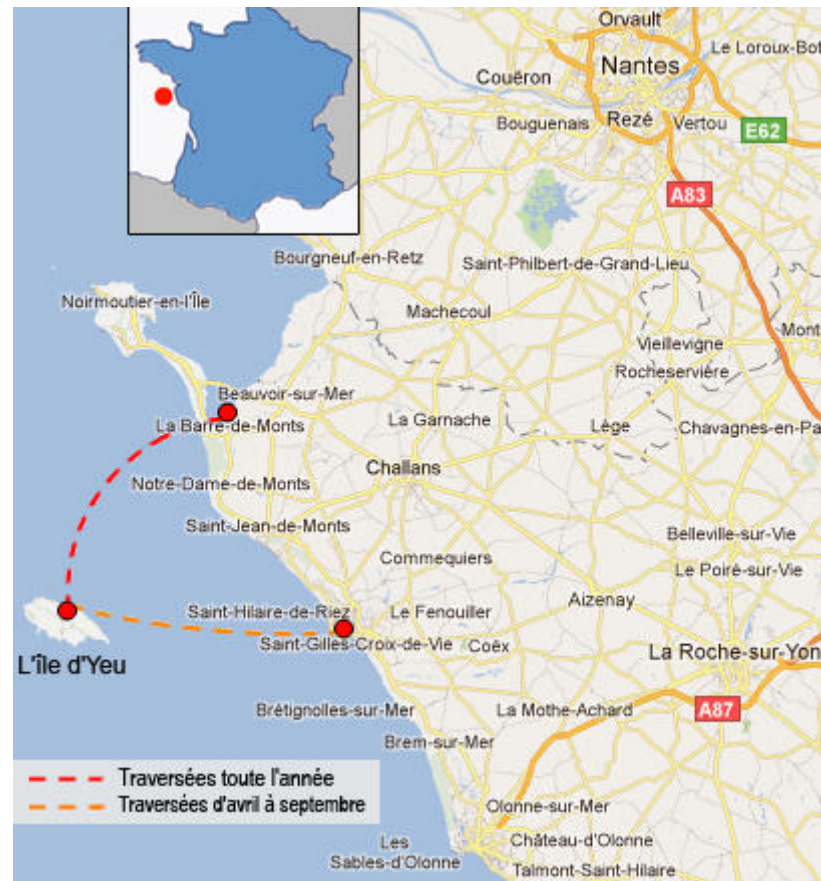 Orvault
Le Loroux-Bot
Nantes
Couëron
Bouguenais
Rezé
Vertou
E62
A83
Bourgneuf-en-Retz
Saint-Philbert-de-Grand-Lieu
Noirmoutier-en-l'Île
Machecoul
Mont
Vieillevigne
Rocheservière
Beauvoir-sur-Mer
La Barre-de-Monts
La Garnache
Lège
Chavagnes-en-Pa
Challans
Notre-Dame-de-Monts
Saint-Jean-de-Monts
Belleville-sur-Vie
Commequiers
Le Poiré-sur-Vie
Aizenay
Saint-Hilaire-de-Riez
Le Fenouiller
Saint-Gilles-Croix-de-Vie
Coëx
La Roche-sur-Yon
L'île d'Yeu
Brétignolles-sur-Mer
La Mothe-Achard
A87
Brem-sur-Mer
Traversées toute l'année
Traversées d'avril à septembre
Olonne-sur-Mer
Château-d'Olonne
Les
Sables-d'Olonne
Talmont-Saint-Hilaire